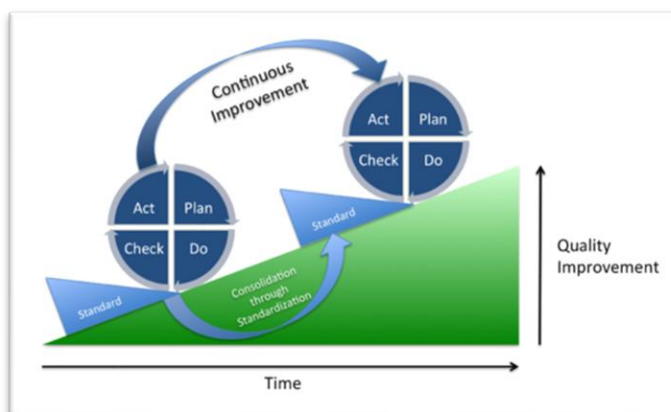 Continuous
Improvement
Act
Plan
Check
Do
Act
Plan
Check
Do
Standard
Standard
Consolidation
through
Standardization
Quality
Improvement
Time